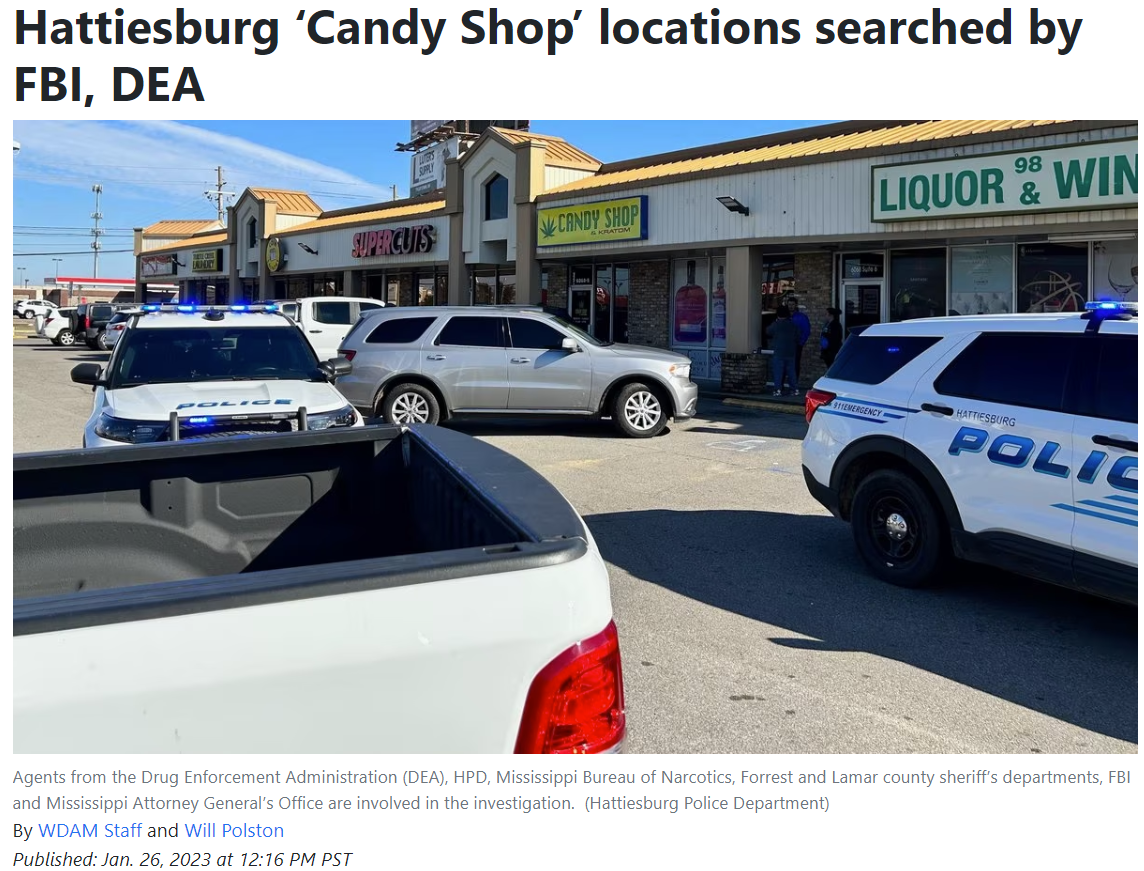 Hattiesburg ‘Candy Shop’ locations searched by
FBI, DEA
SUPPLY
SUPERCUTS
CANDY SHOP
& KRATOM
LIQUOR 98 & WIN
POLICE
911 EMERGENCY
HATTIESBURG
POLIC
Agents from the Drug Enforcement Administration (DEA), HPD, Mississippi Bureau of Narcotics, Forrest and Lamar county sheriff’s departments, FBI
and Mississippi Attorney General’s Office are involved in the investigation. (Hattiesburg Police Department)
By WDAM Staff and Will Polston
Published: Jan. 26, 2023 at 12:16 PM PST